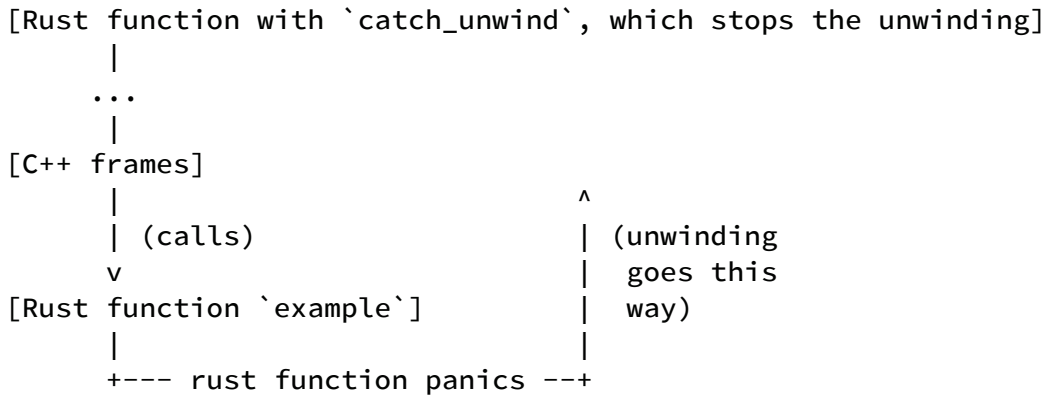 [Rust function with `catch_unwind`, which stops the unwinding]
      |
     ...
      |
[C++ frames]
      |                           ^
      | (calls)                   | (unwinding
      v                           |  goes this
[Rust function `example`]         |  way)
      |                           |
      +--- rust function panics --+